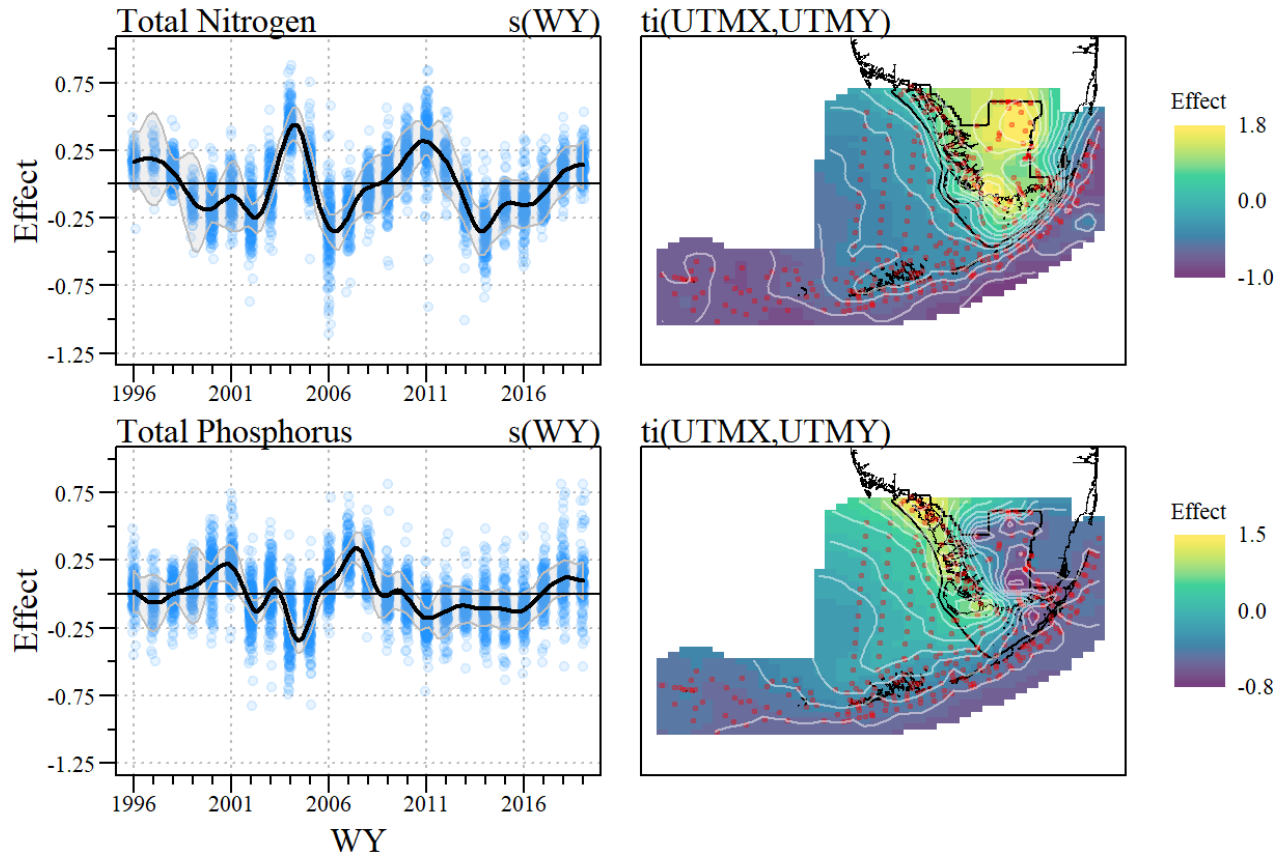 Total Nitrogen s(WY)
ti(UTMX,UTMY)
Effect
0.75
0.25
-0.25
-0.75
-1.25
1996 2001 2006 2011 2016
Effect
1.8
0.0
-1.0
Total Phosphorus s(WY)
ti(UTMX,UTMY)
Effect
0.75
0.25
-0.25
-0.75
-1.25
1996 2001 2006 2011 2016
WY
Effect
1.5
0.0
-0.8